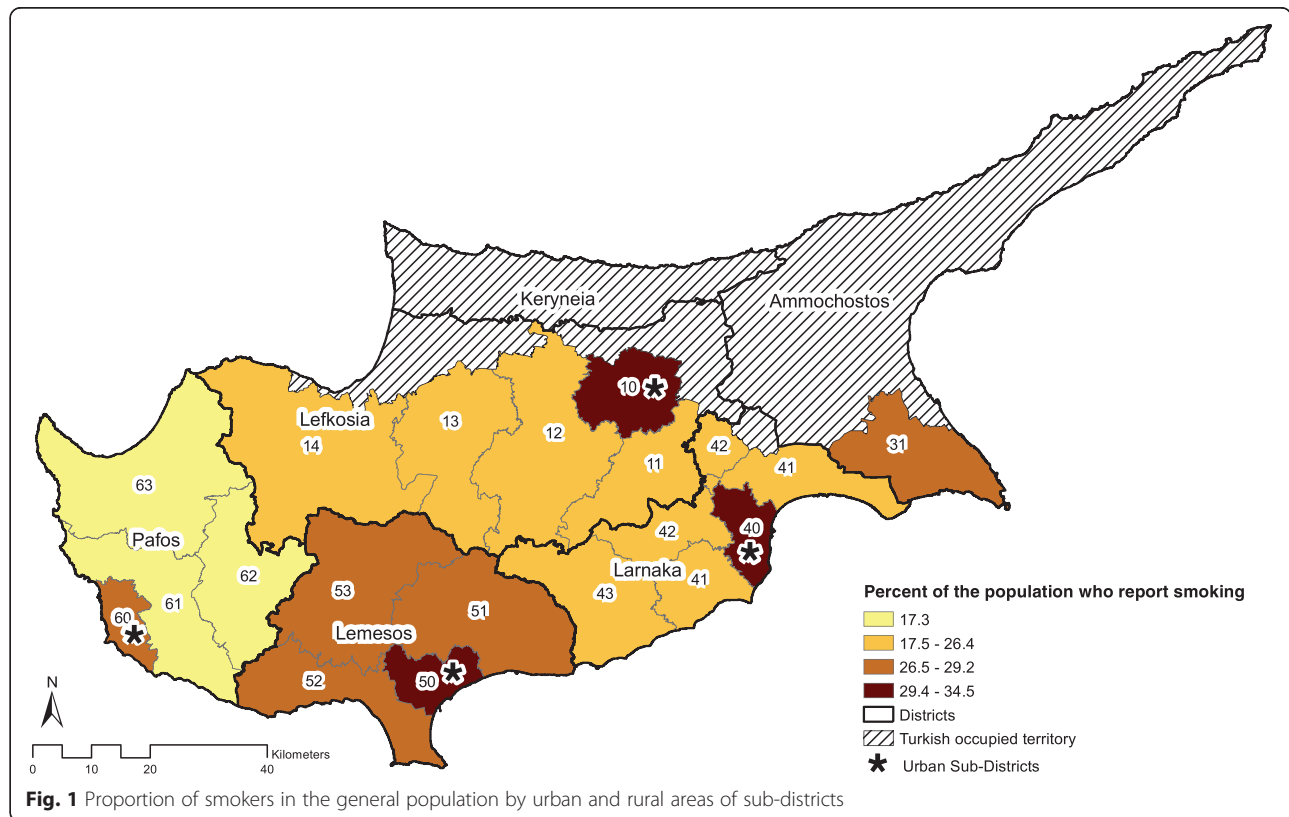 Keryneia
Ammochostos
10
Lefkosia
13
12
14
11
42
41
31
63
40
Pafos
42
62
Larnaka
53
43
41
61
51
60
Lemesos
52
50
N
Kilometers
0 10 20 40
Percent of the population who report smoking
17.3
17.5 - 26.4
26.5 - 29.2
29.4 - 34.5
Districts
Turkish occupied territory
Urban Sub-Districts
Fig. 1 Proportion of smokers in the general population by urban and rural areas of sub-districts